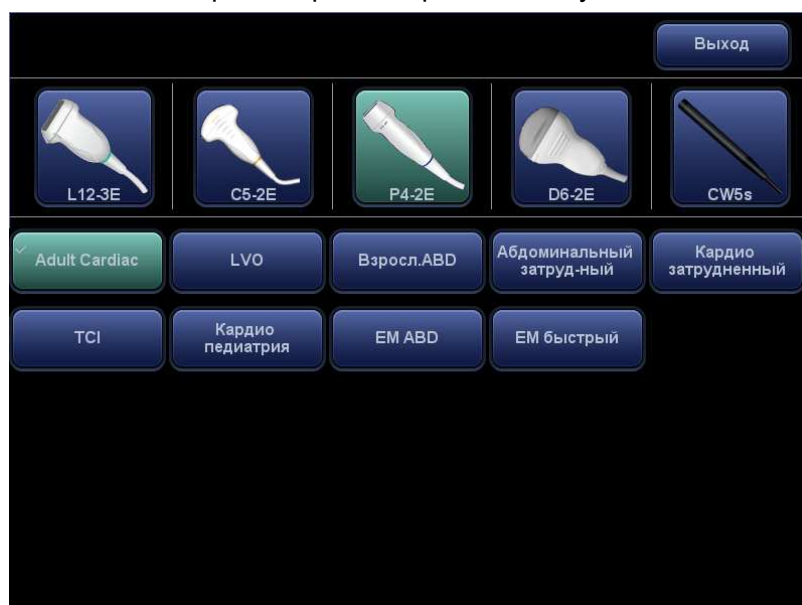 Выход
L12-3E
C5-2E
P4-2E
D6-2E
CW5s
Adult Cardiac
LVO
Взросл.ABD
Абдоминальный
затруд-ный
Кардио
затрудненный
TCI
Кардио
педиатрия
EM ABD
EM быстрый